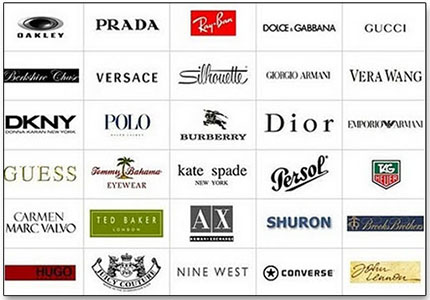 OAKLEY
PRADA
Ray-Ban
DOLCE & GABBANA
GUCCI
Berkshire Chase
VERSACE
Silhouette
GIORGIO ARMANI
VERA WANG
DKNY
DONNA KARAN NEW YORK
POLO
RALPH LAUREN
BURBERRY
Dior
EMPORIO ARMANI
GUESS
Tommy Bahama
EYEWEAR
kate spade
NEW YORK
Persol
TAG
HEUER
CARMEN
MARC VALVO
TED BAKER
LONDON
A X
ARMANI EXCHANGE
SHURON
Brooks Brothers
HUGO
JUICY COUTURE
NINE WEST
CONVERSE
John Lennon